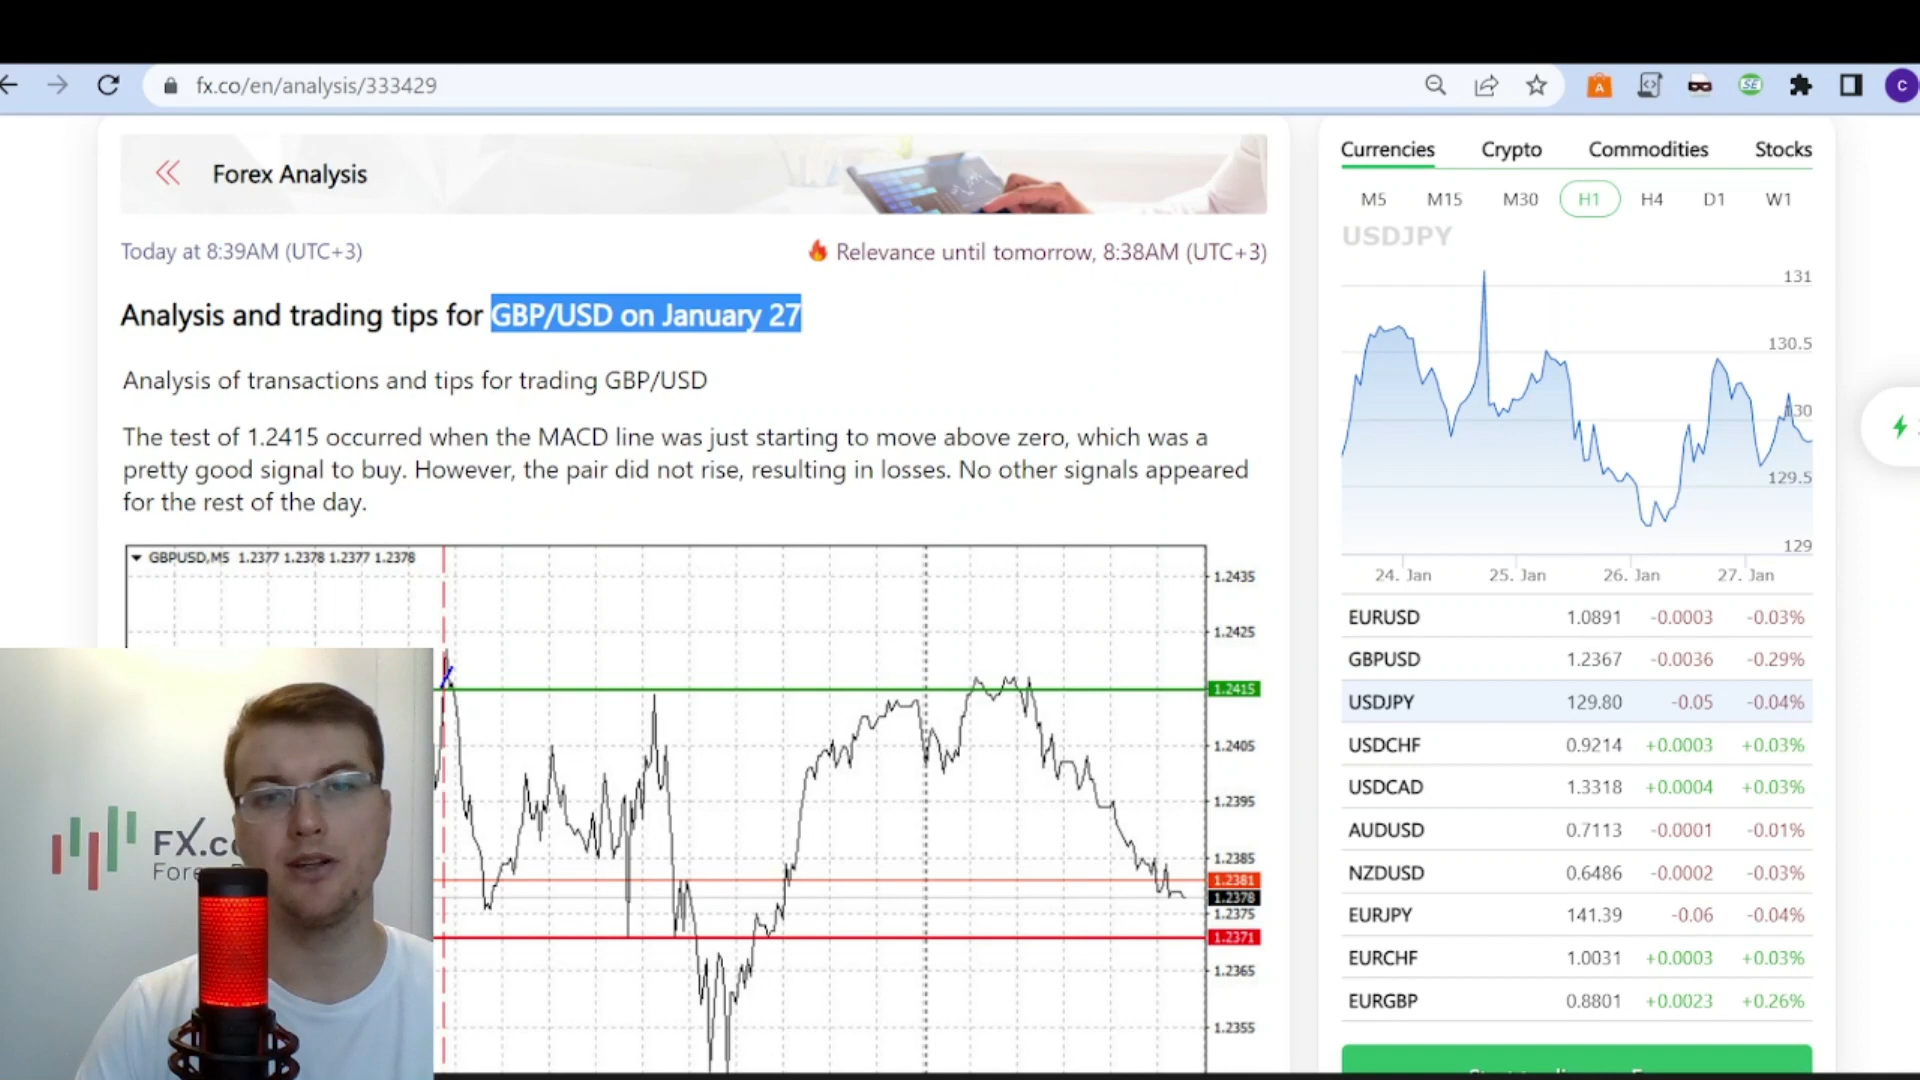 fx.co/en/analysis/333429
A
SE
C
Forex Analysis
Today at 8:39AM (UTC+3)
Relevance until tomorrow, 8:38AM (UTC+3)
Analysis and trading tips for GBP/USD on January 27
Analysis of transactions and tips for trading GBP/USD
The test of 1.2415 occurred when the MACD line was just starting to move above zero, which was a
pretty good signal to buy. However, the pair did not rise, resulting in losses. No other signals appeared
for the rest of the day.
GBPUSD,M5 1.2377 1.2378 1.2377 1.2378
1.2435
1.2425
1.2415
1.2405
1.2395
1.2385
1.2381
1.2378
1.2375
1.2371
1.2365
1.2355
FX.co
Fore
Currencies Crypto Commodities Stocks
M5 M15 M30 H1 H4 D1 W1
USDJPY
131
130.5
130
129.5
129
24. Jan 25. Jan 26. Jan 27. Jan
EURUSD 1.0891 -0.0003 -0.03%
GBPUSD 1.2367 -0.0036 -0.29%
USDJPY 129.80 -0.05 -0.04%
USDCHF 0.9214 +0.0003 +0.03%
USDCAD 1.3318 +0.0004 +0.03%
AUDUSD 0.7113 -0.0001 -0.01%
NZDUSD 0.6486 -0.0002 -0.03%
EURJPY 141.39 -0.06 -0.04%
EURCHF 1.0031 +0.0003 +0.03%
EURGBP 0.8801 +0.0023 +0.26%